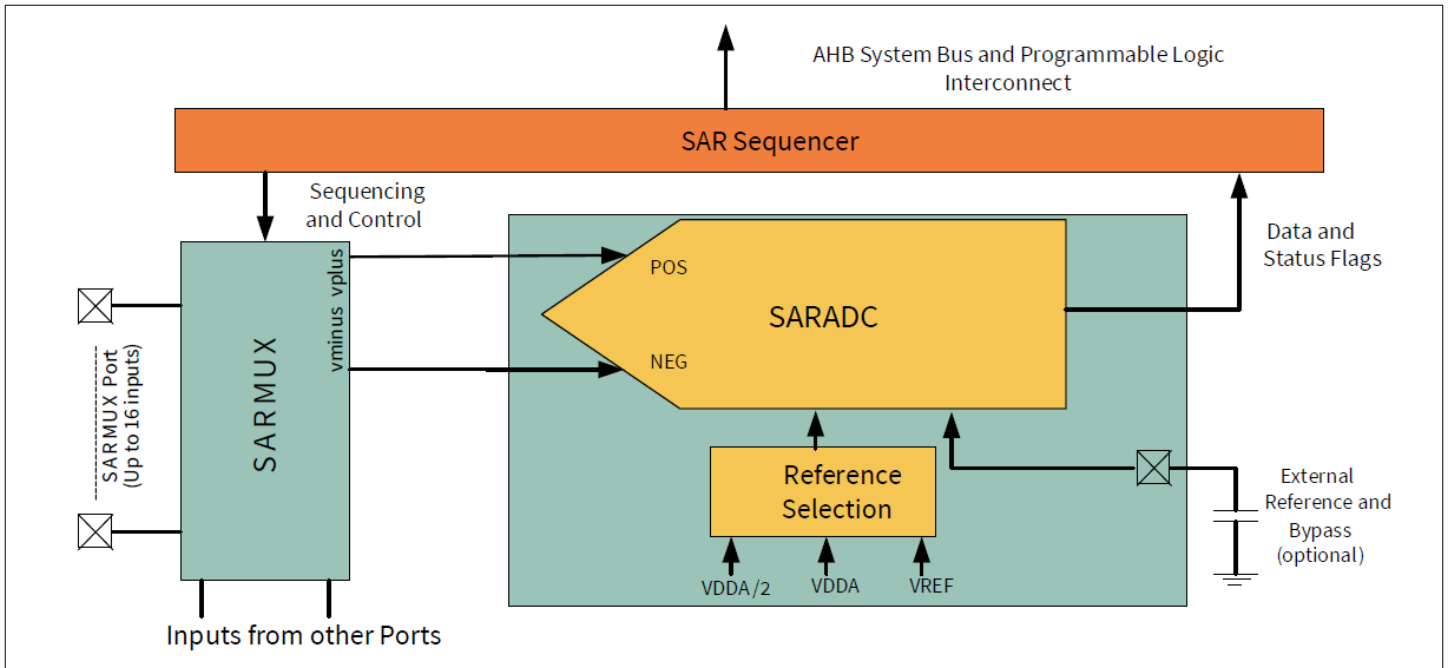 AHB System Bus and Programmable Logic
Interconnect
SAR Sequencer
Sequencing
and Control
Data and
Status Flags
vminus vplus
POS
SARADC
NEG
SARMUX
SARMUX Port
(Up to 16 inputs)
Reference
Selection
External
Reference and
Bypass
(optional)
VDDA/2
VDDA
VREF
Inputs from other Ports